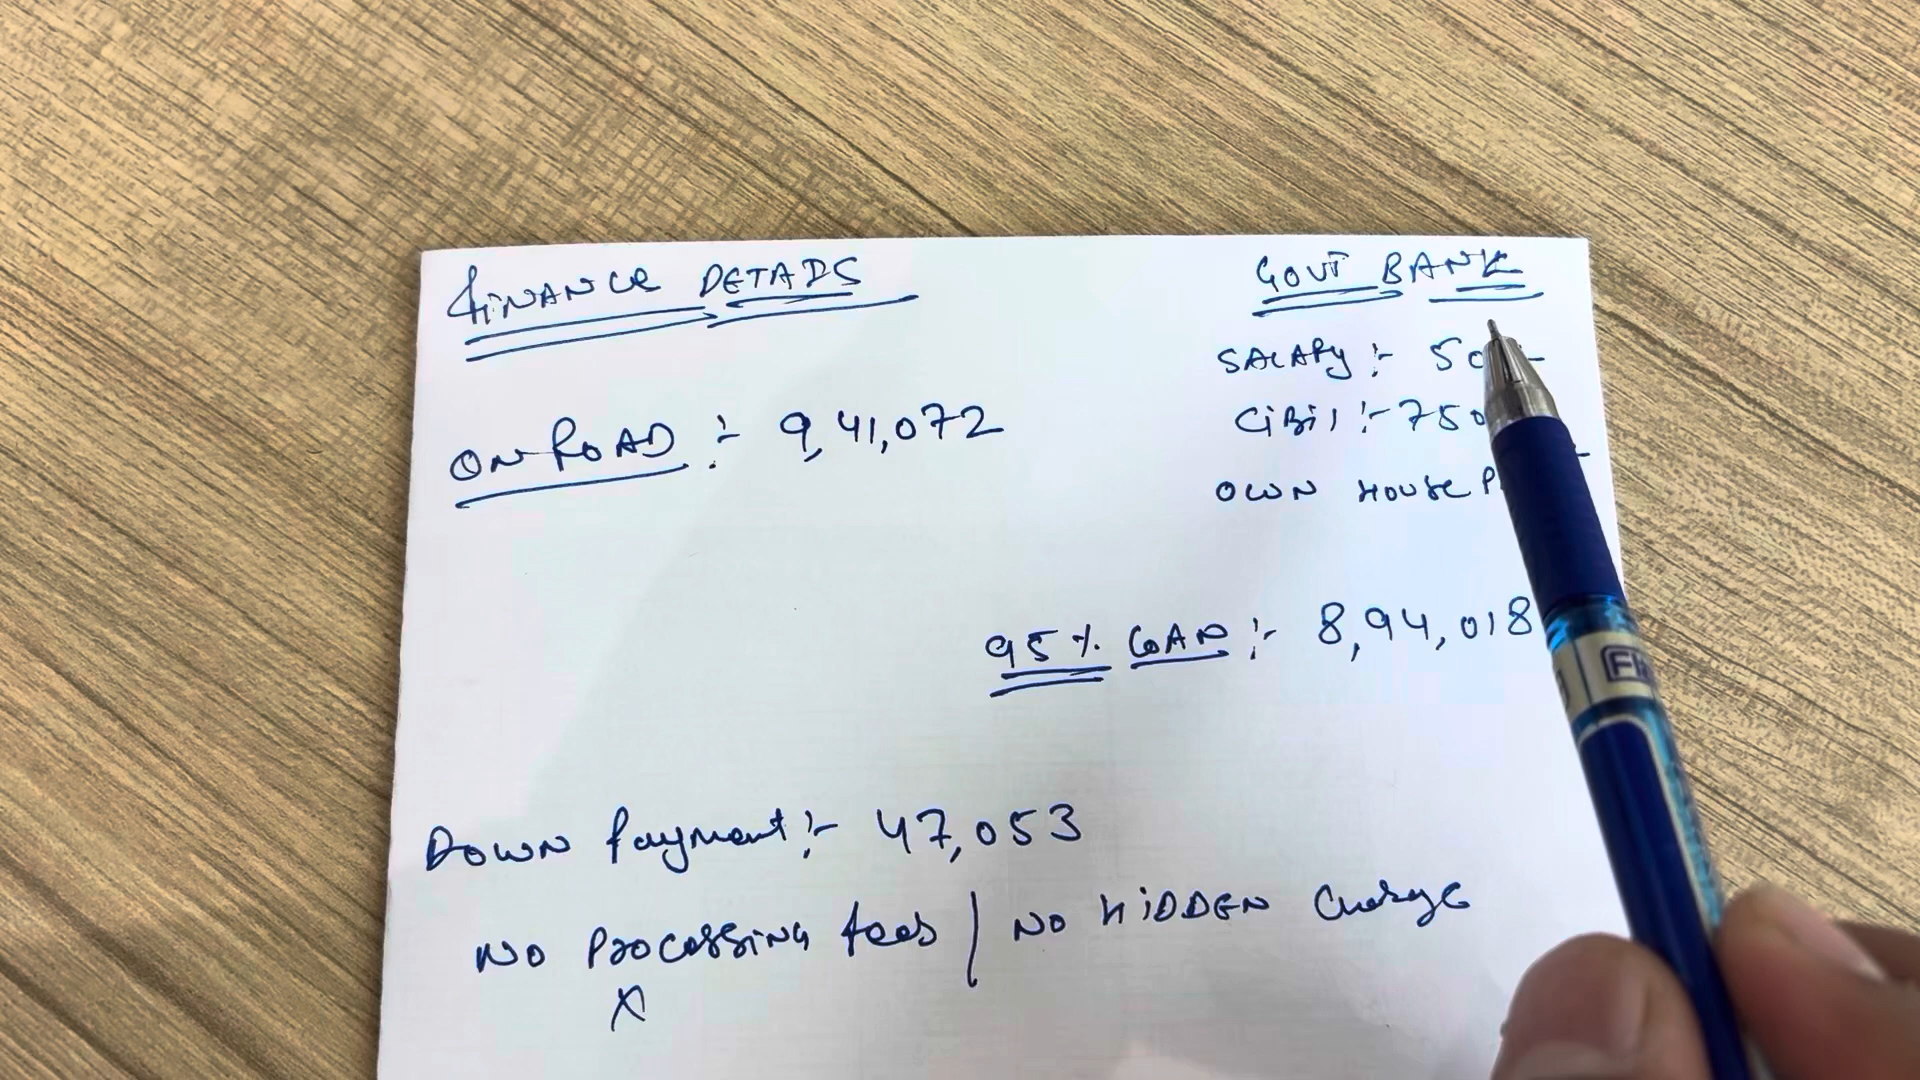 FINANCE DETAILS
GOVT BANK
SALARY :-
CIBIL :- 750
OWN HOUSE
ON ROAD :- 9,41,072
95% LOAN :- 8,94,018
DOWN Payment :- 47,053
NO PROCESSING fees | NO HIDDEN Charge
X